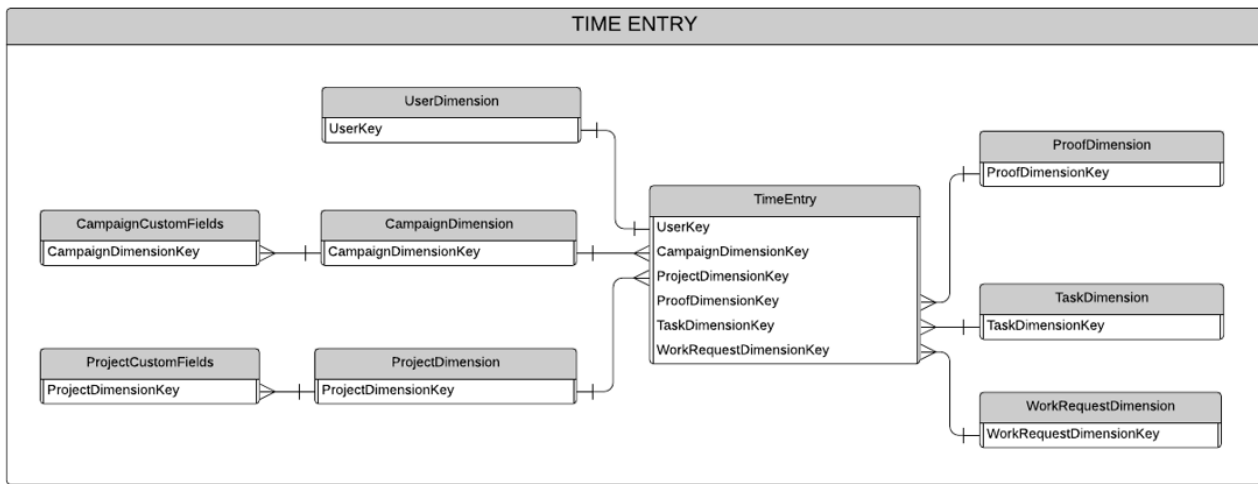 TIME ENTRY
UserDimension
UserKey
CampaignCustomFields
CampaignDimensionKey
CampaignDimension
CampaignDimensionKey
ProjectCustomFields
ProjectDimensionKey
ProjectDimension
ProjectDimensionKey
TimeEntry
UserKey
CampaignDimensionKey
ProjectDimensionKey
ProofDimensionKey
TaskDimensionKey
WorkRequestDimensionKey
ProofDimension
ProofDimensionKey
TaskDimension
TaskDimensionKey
WorkRequestDimension
WorkRequestDimensionKey